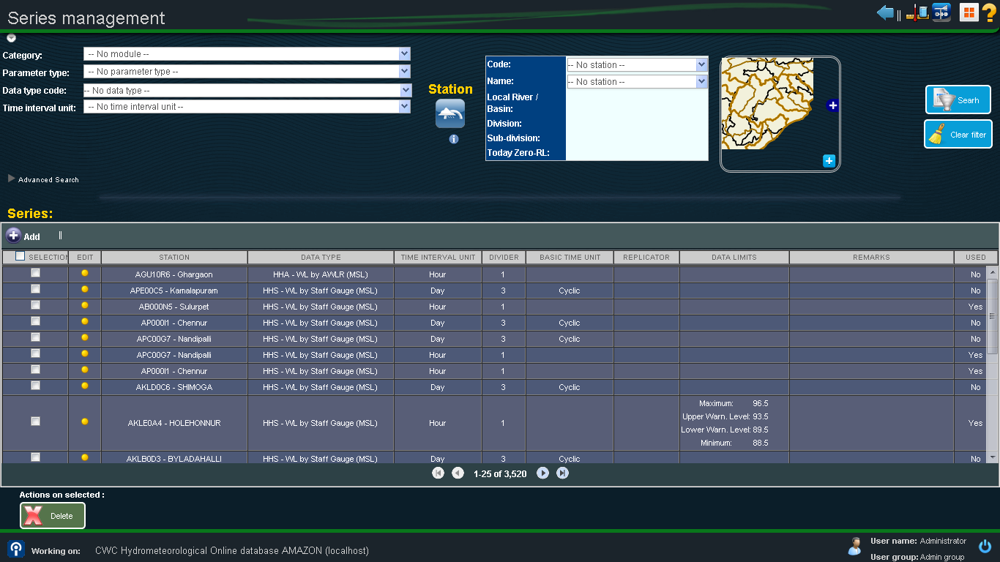 Series management
Category: -- No module --
Parameter type: -- No parameter type --
Data type code: -- No data type --
Time interval unit: -- No time interval unit --
Station
Code: -- No station --
Name: -- No station --
Local River /
Basin:
Division:
Sub-division:
Today Zero-RL:
Searh
Clear filter
Advanced Search
Series:
Add
SELECTION EDIT STATION DATA TYPE TIME INTERVAL UNIT DIVIDER BASIC TIME UNIT REPLICATOR DATA LIMITS REMARKS USED
AGU10R6 - Ghargaon HHA - WL by AWLR (MSL) Hour 1 No
APE00C5 - Kamalapuram HHS - WL by Staff Gauge (MSL) Day 3 Cyclic No
AB000N5 - Sulurpet HHS - WL by Staff Gauge (MSL) Hour 1 Yes
AP000I1 - Chennur HHS - WL by Staff Gauge (MSL) Day 3 Cyclic No
APC00G7 - Nandipalli HHS - WL by Staff Gauge (MSL) Day 3 Cyclic No
APC00G7 - Nandipalli HHS - WL by Staff Gauge (MSL) Hour 1 Yes
AP000I1 - Chennur HHS - WL by Staff Gauge (MSL) Hour 1 Yes
AKLD0C6 - SHIMOGA HHS - WL by Staff Gauge (MSL) Day 3 Cyclic No
Maximum: 96.5
Upper Warn. Level: 93.5
AKLE0A4 - HOLEHONNUR HHS - WL by Staff Gauge (MSL) Hour 1 Yes
Lower Warn. Level: 89.5
Minimum: 88.5
AKLB0D3 - BYLADAHALLI HHS - WL by Staff Gauge (MSL) Day 3 Cyclic No
1-25 of 3,520
Actions on selected :
Delete
Working on: CWC Hydrometeorological Online database AMAZON (localhost)
User name: Administrator
User group: Admin group